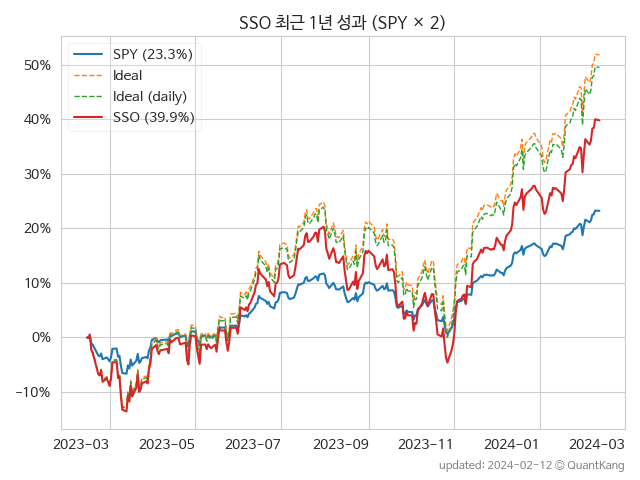 SSO 최근 1년 성과 (SPY × 2)
SPY (23.3%)
Ideal
Ideal (daily)
SSO (39.9%)
50%
40%
30%
20%
10%
0%
−10%
2023−03 2023−05 2023−07 2023−09 2023−11 2024−01 2024−03
updated: 2024−02−12 © QuantKang